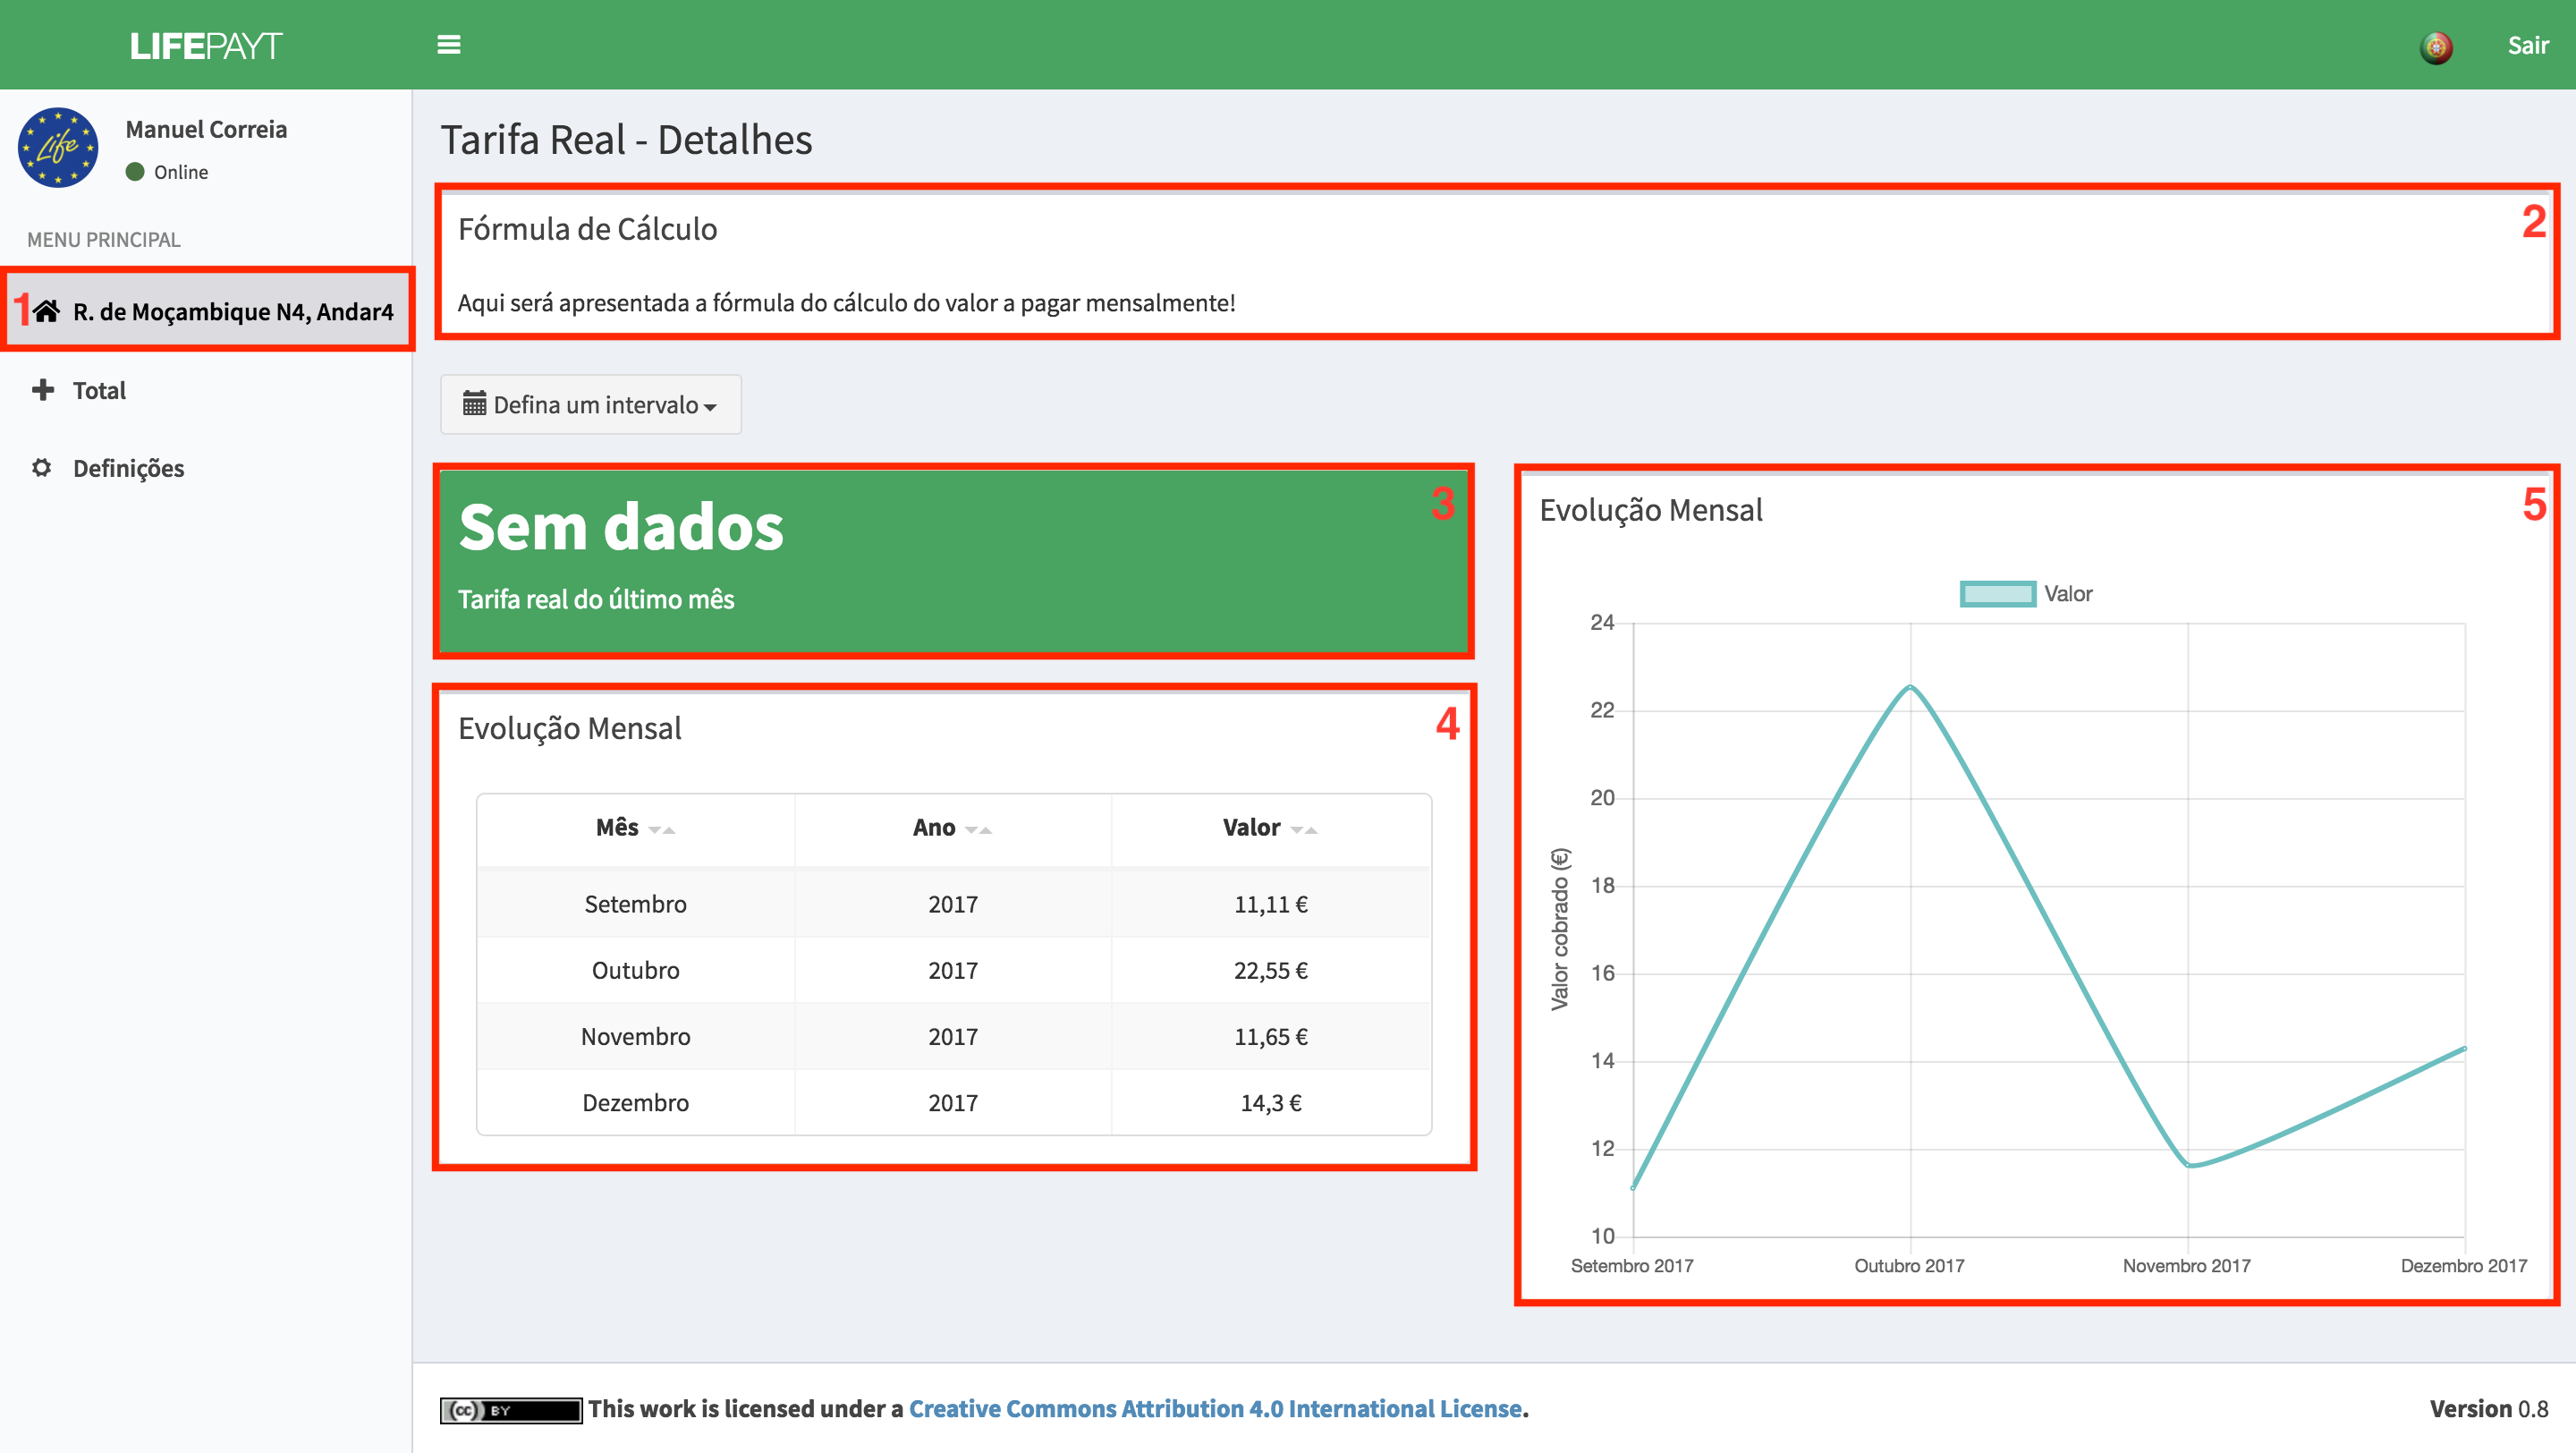 LIFEPAYT
Sair
Life
Manuel Correia
Online
MENU PRINCIPAL
1 R. de Moçambique N4, Andar4
Total
Definições
Tarifa Real - Detalhes
Fórmula de Cálculo
2
Aqui será apresentada a fórmula do cálculo do valor a pagar mensalmente!
Defina um intervalo
Sem dados
3
Tarifa real do último mês
Evolução Mensal
4
Mês Ano Valor
Setembro 2017 11,11 €
Outubro 2017 22,55 €
Novembro 2017 11,65 €
Dezembro 2017 14,3 €
Evolução Mensal
5
Valor
24
22
20
18
16
14
12
10
Valor cobrado (€)
Setembro 2017 Outubro 2017 Novembro 2017 Dezembro 2017
(cc) BY This work is licensed under a Creative Commons Attribution 4.0 International License.
Version 0.8